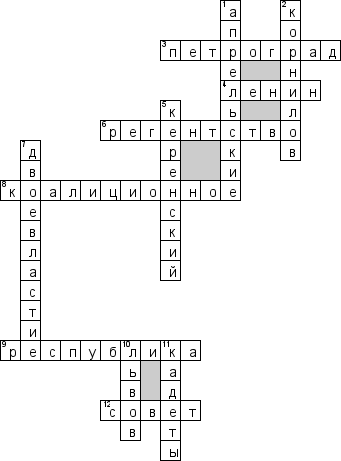 1 апрельские
2 корнилов
3 петроград
4 ленин
5 керенский
6 регентство
7 двоевластие
8 коалиционное
9 республика
10 львов
11 кадеты
12 совет